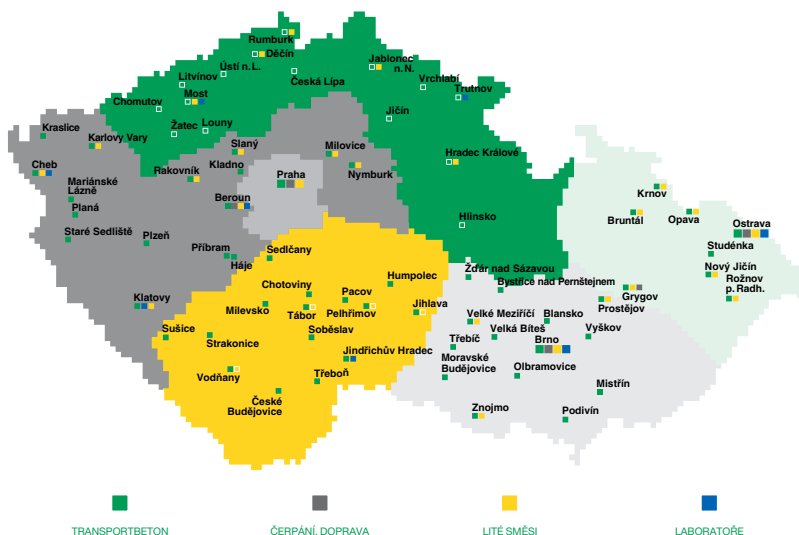 Rumburk
Děčín
Jablonec
n. N.
Ústí n. L.
Česká Lípa
Vrchlabí
Litvínov
Most
Trutnov
Chomutov
Jičín
Žatec
Louny
Kraslice
Karlovy Vary
Slaný
Milovice
Hradec Králové
Cheb
Rakovník
Kladno
Nymburk
Praha
Mariánské
Lázně
Planá
Beroun
Krnov
Bruntál
Opava
Ostrava
Hlinsko
Staré Sedliště
Plzeň
Příbram
Háje
Sedlčany
Studénka
Žďár nad Sázavou
Bystřice nad Pernštejnem
Nový Jičín
Rožnov
p. Radh.
Humpolec
Chotoviny
Pacov
Grygov
Prostějov
Klatovy
Milevsko
Tábor
Pelhřimov
Jihlava
Velké Meziříčí
Blansko
Sušice
Strakonice
Soběslav
Velká Bíteš
Vyškov
Třebíč
Brno
Jindřichův Hradec
Moravské
Budějovice
Vodňany
Třeboň
Olbramovice
Mistřín
České
Budějovice
Znojmo
Podivín
TRANSPORTBETON
ČERPÁNÍ, DOPRAVA
LITÉ SMĚSI
LABORATOŘE